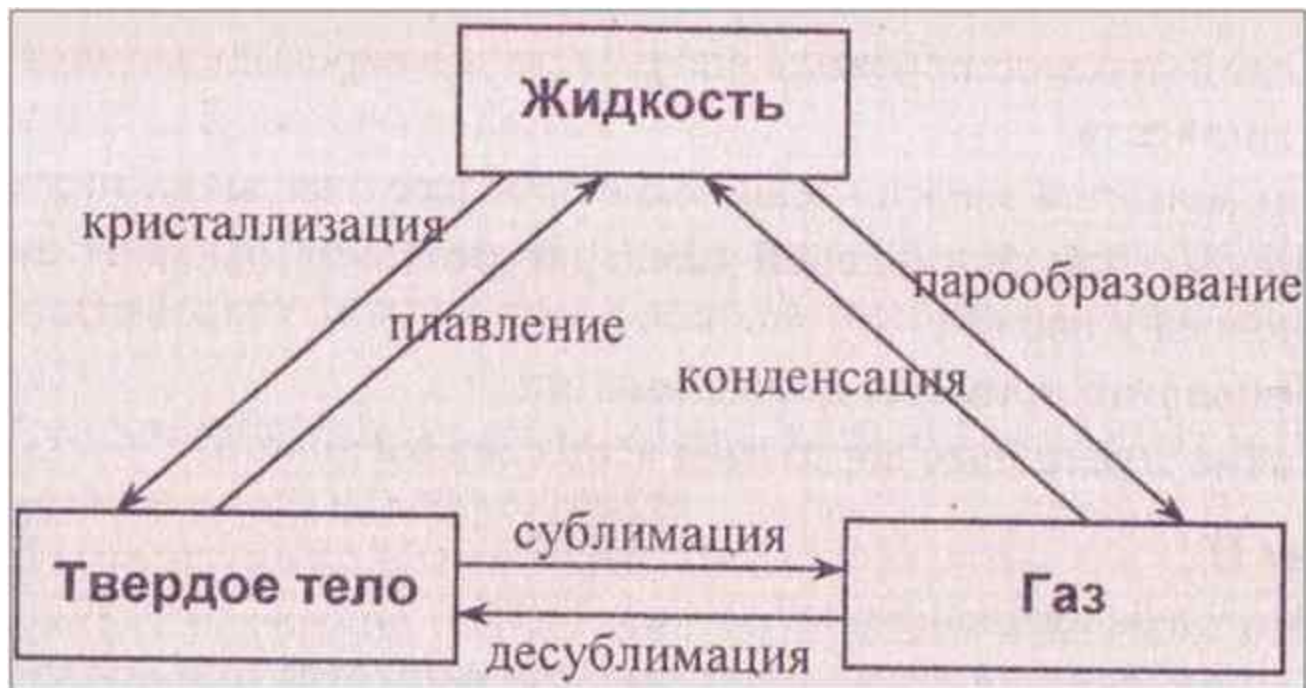 Жидкость
кристаллизация
парообразование
плавление
конденсация
сублимация
Твердое тело
Газ
десублимация